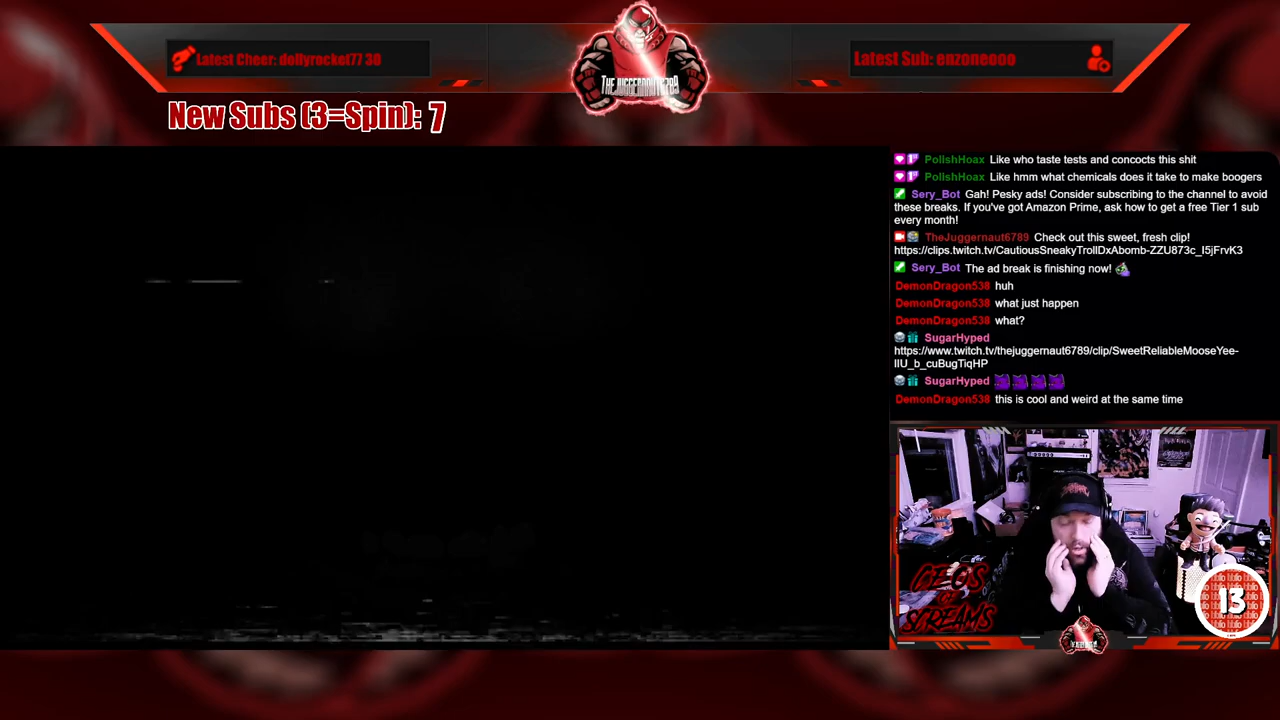 Latest Cheer: dollyrocket77 30
THEJUGGERNAUT6789
Latest Sub: enzoneooo
New Subs (3=Spin): 7
PolishHoax Like who taste tests and concocts this shit
PolishHoax Like hmm what chemicals does it take to make boogers
Sery_Bot Gah! Pesky ads! Consider subscribing to the channel to avoid
these breaks. If you've got Amazon Prime, ask how to get a free Tier 1 sub
every month!
TheJuggernaut6789 Check out this sweet, fresh clip!
https://clips.twitch.tv/CautiousSneakyTrollDxAbomb-ZZU873c_I5jFrvK3
Sery_Bot The ad break is finishing now!
DemonDragon538 huh
DemonDragon538 what just happen
DemonDragon538 what?
SugarHyped
https://www.twitch.tv/thejuggernaut6789/clip/SweetReliableMooseYee-
lIU_b_cuBugTiqHP
SugarHyped
DemonDragon538 this is cool and weird at the same time
SCREAMS
13